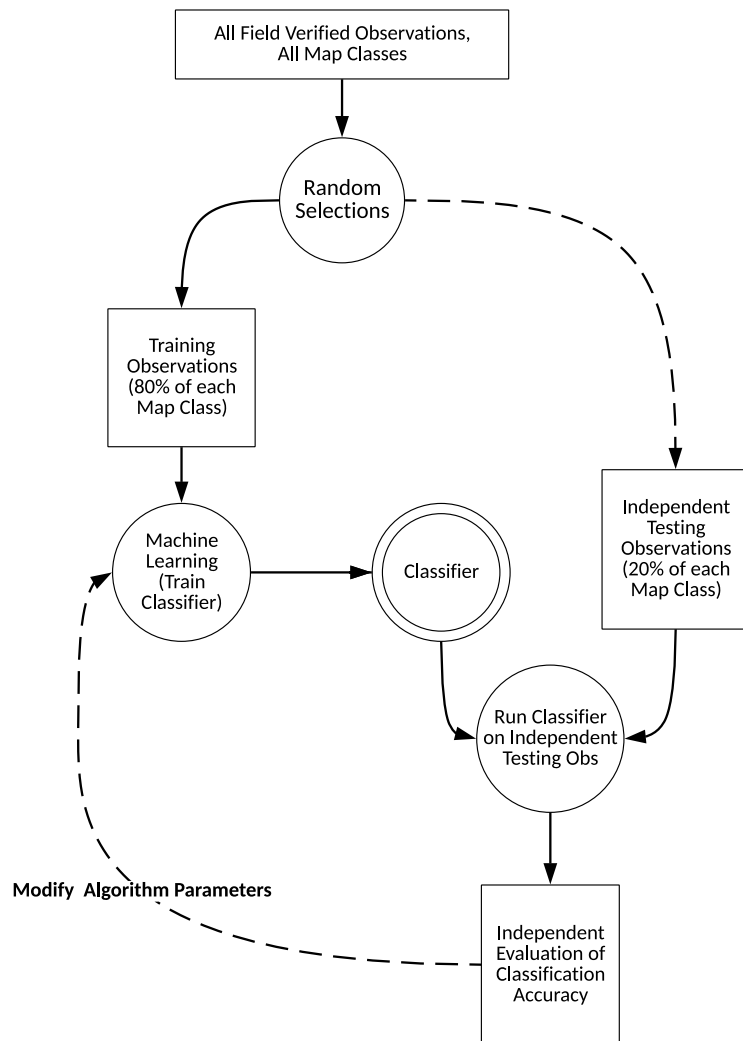 All Field Verified Observations,
All Map Classes
Random
Selections
Training
Observations
(80% of each
Map Class)
Independent
Testing
Observations
(20% of each
Map Class)
Machine
Learning
(Train
Classifier)
Classifier
Run Classifier
on Independent
Testing Obs
Modify  Algorithm Parameters
Independent
Evaluation of
Classification
Accuracy